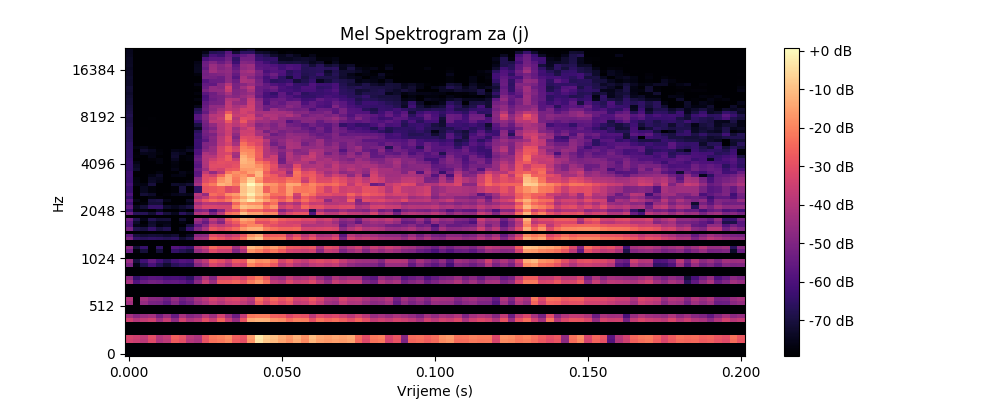 Mel Spektrogram za (j)
Hz
16384
8192
4096
2048
1024
512
0
0.000 0.050 0.100 0.150 0.200
Vrijeme (s)
+0 dB
-10 dB
-20 dB
-30 dB
-40 dB
-50 dB
-60 dB
-70 dB